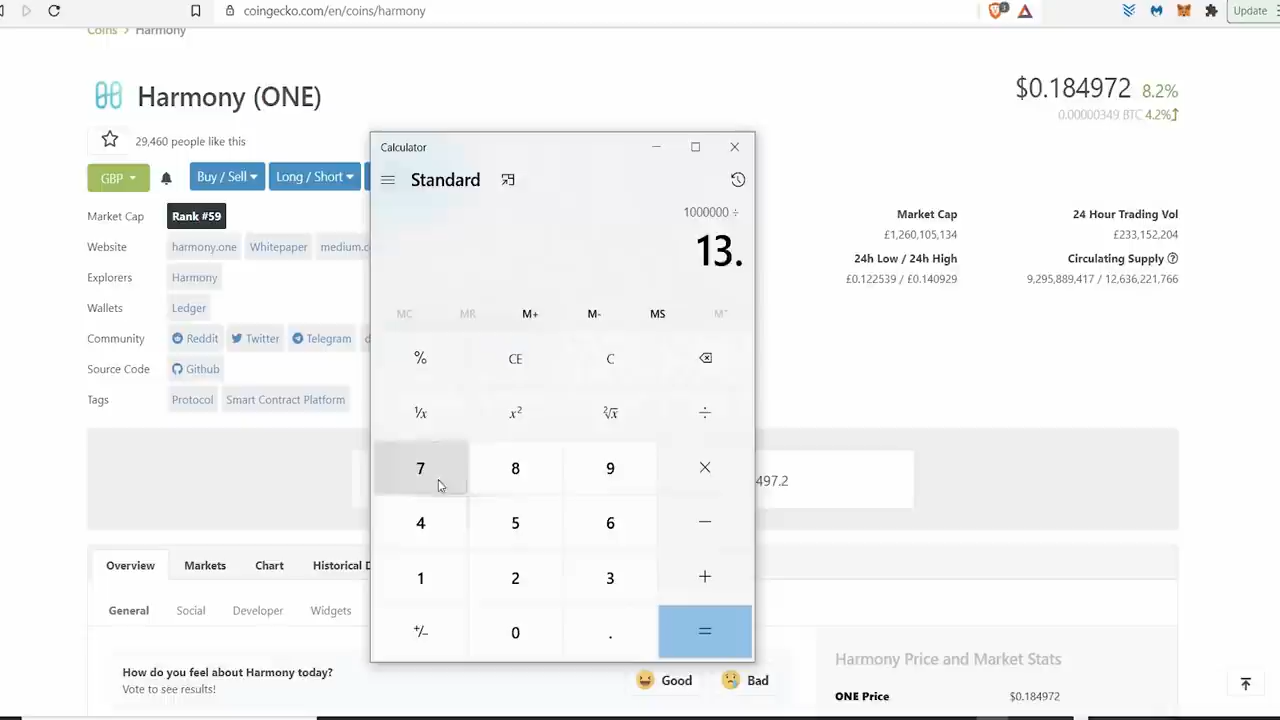 coingecko.com/en/coins/harmony
Update
Coins > Harmony
Harmony (ONE)
$0.184972 8.2%
0.00000349 BTC 4.2%
29,460 people like this
GBP
Buy / Sell
Long / Short
Market Cap Rank #59
Website harmony.one Whitepaper medium.c
Explorers Harmony
Wallets Ledger
Community Reddit Twitter Telegram d
Source Code Github
Tags Protocol Smart Contract Platform
Market Cap
£1,260,105,134
24 Hour Trading Vol
£233,152,204
24h Low / 24h High
£0.122539 / £0.140929
Circulating Supply
9,295,889,417 / 12,636,221,766
Calculator
Standard
1000000 ÷
13.
MC MR M+ M- MS
% CE C
¹/x x² ²√x ÷
7 8 9 ×
4 5 6 −
1 2 3 +
+/− 0 . =
497.2
Overview Markets Chart Historical D
General Social Developer Widgets
How do you feel about Harmony today?
Vote to see results!
Good Bad
Harmony Price and Market Stats
ONE Price $0.184972